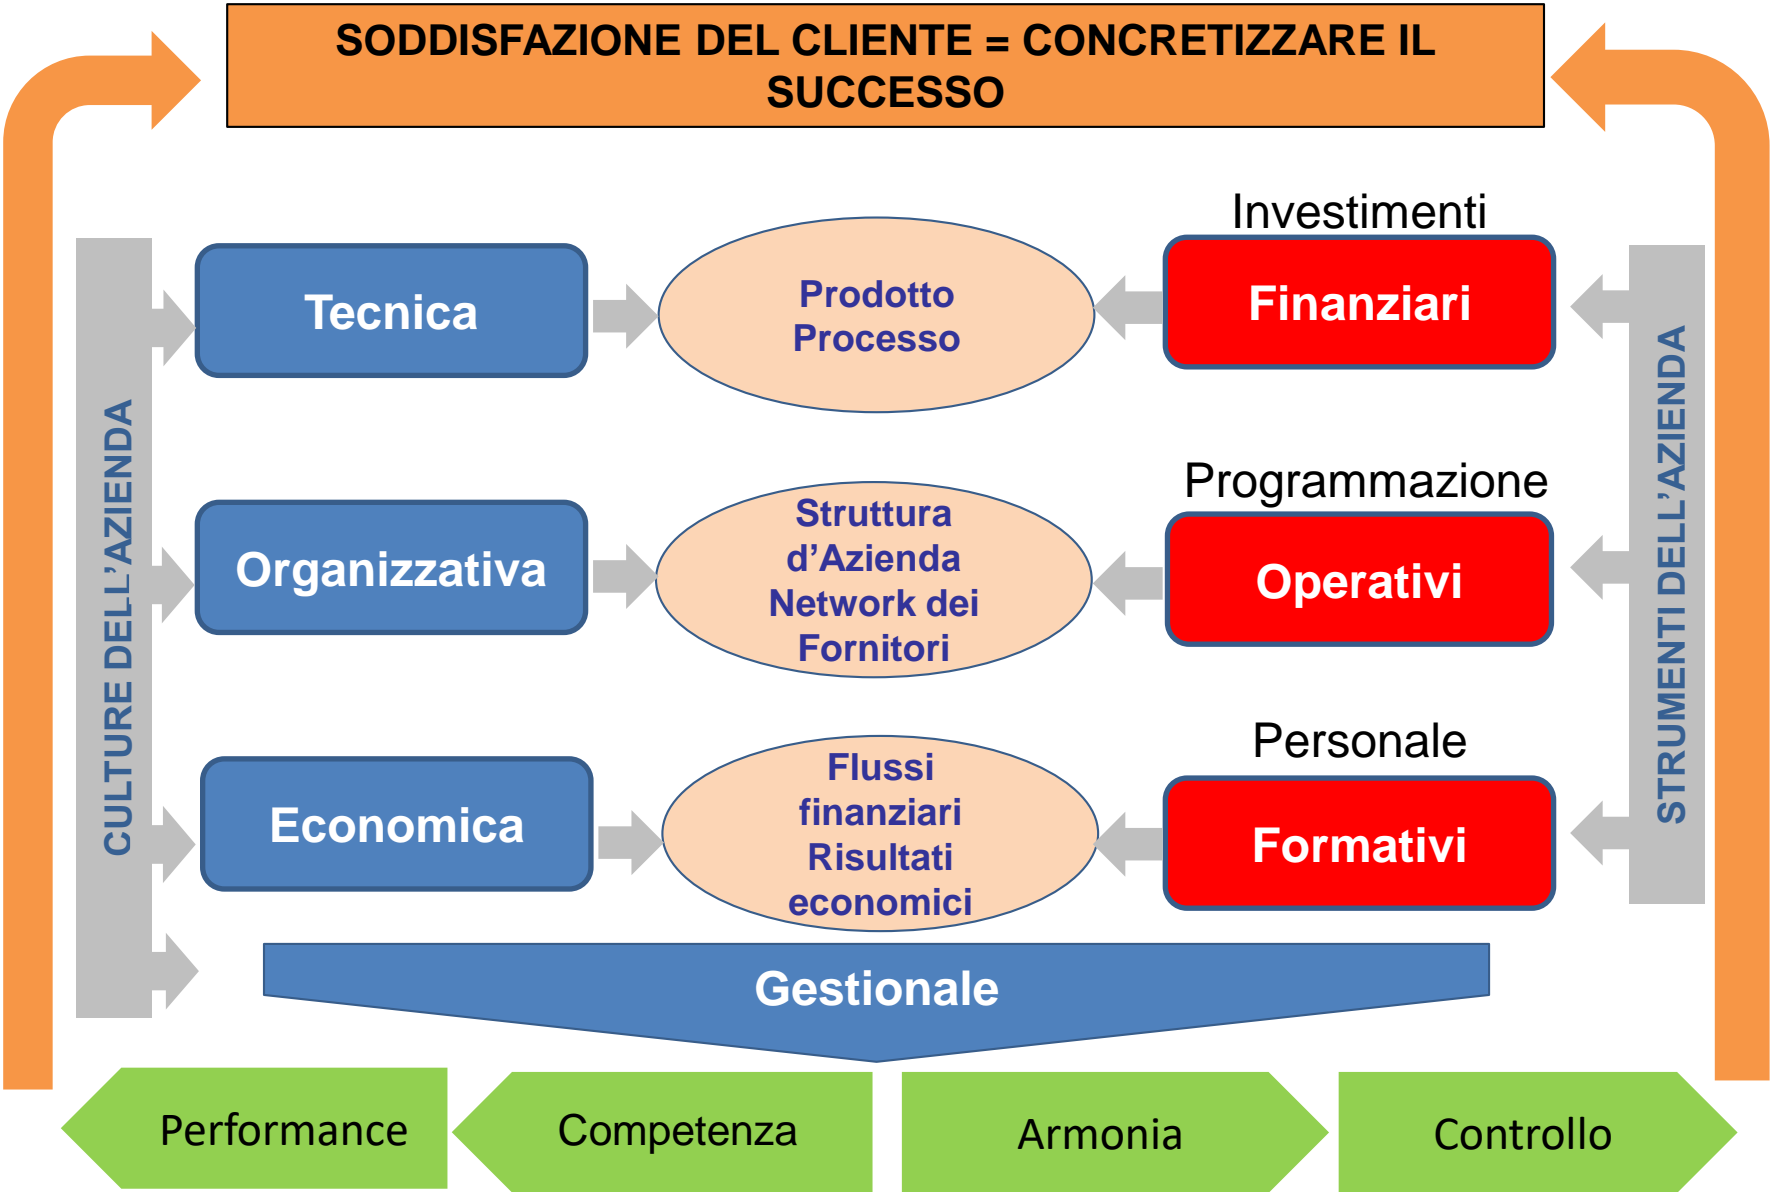 SODDISFAZIONE DEL CLIENTE = CONCRETIZZARE IL
SUCCESSO
CULTURE DELL’AZIENDA
Tecnica
Prodotto
Processo
Investimenti
Finanziari
Organizzativa
Struttura
d’Azienda
Network dei
Fornitori
Programmazione
Operativi
Economica
Flussi
finanziari
Risultati
economici
Personale
Formativi
STRUMENTI DELL’AZIENDA
Gestionale
Performance
Competenza
Armonia
Controllo